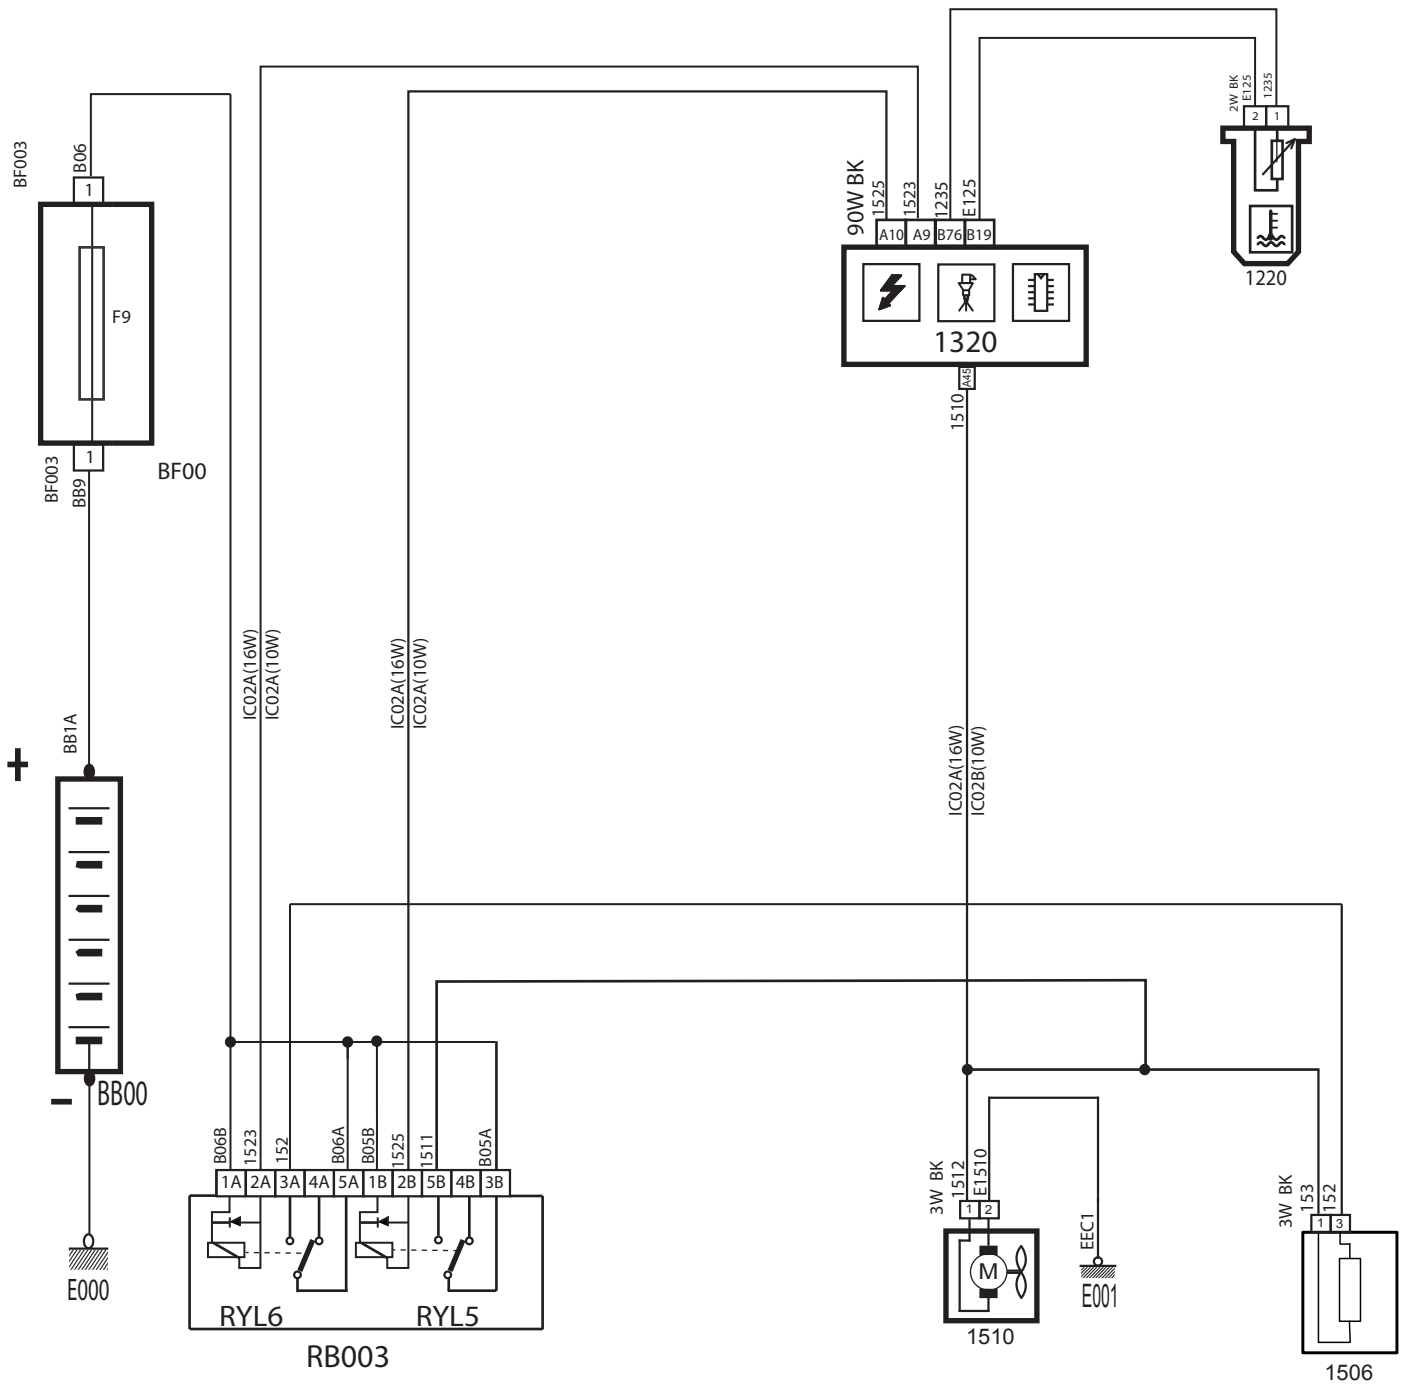 BF003
B06
1
F9
1
BF003
BB9
BF00
BB1A
+
BB00
-
E000
IC02A(16W)
IC02A(10W)
IC02A(16W)
IC02A(10W)
90W BK
1525
1523
1235
E125
A10 A9 B76 B19
1320
A45
1510
2W BK
E125
1235
2 1
1220
IC02A(16W)
IC02B(10W)
B06B
1523
152
B06A
B05B
1525
1511
B05A
1A 2A 3A 4A 5A 1B 2B 5B 4B 3B
RYL6
RYL5
RB003
3W BK
1512
E1510
1 2
M
1510
EEC1
E001
3W BK
153
152
1 3
1506